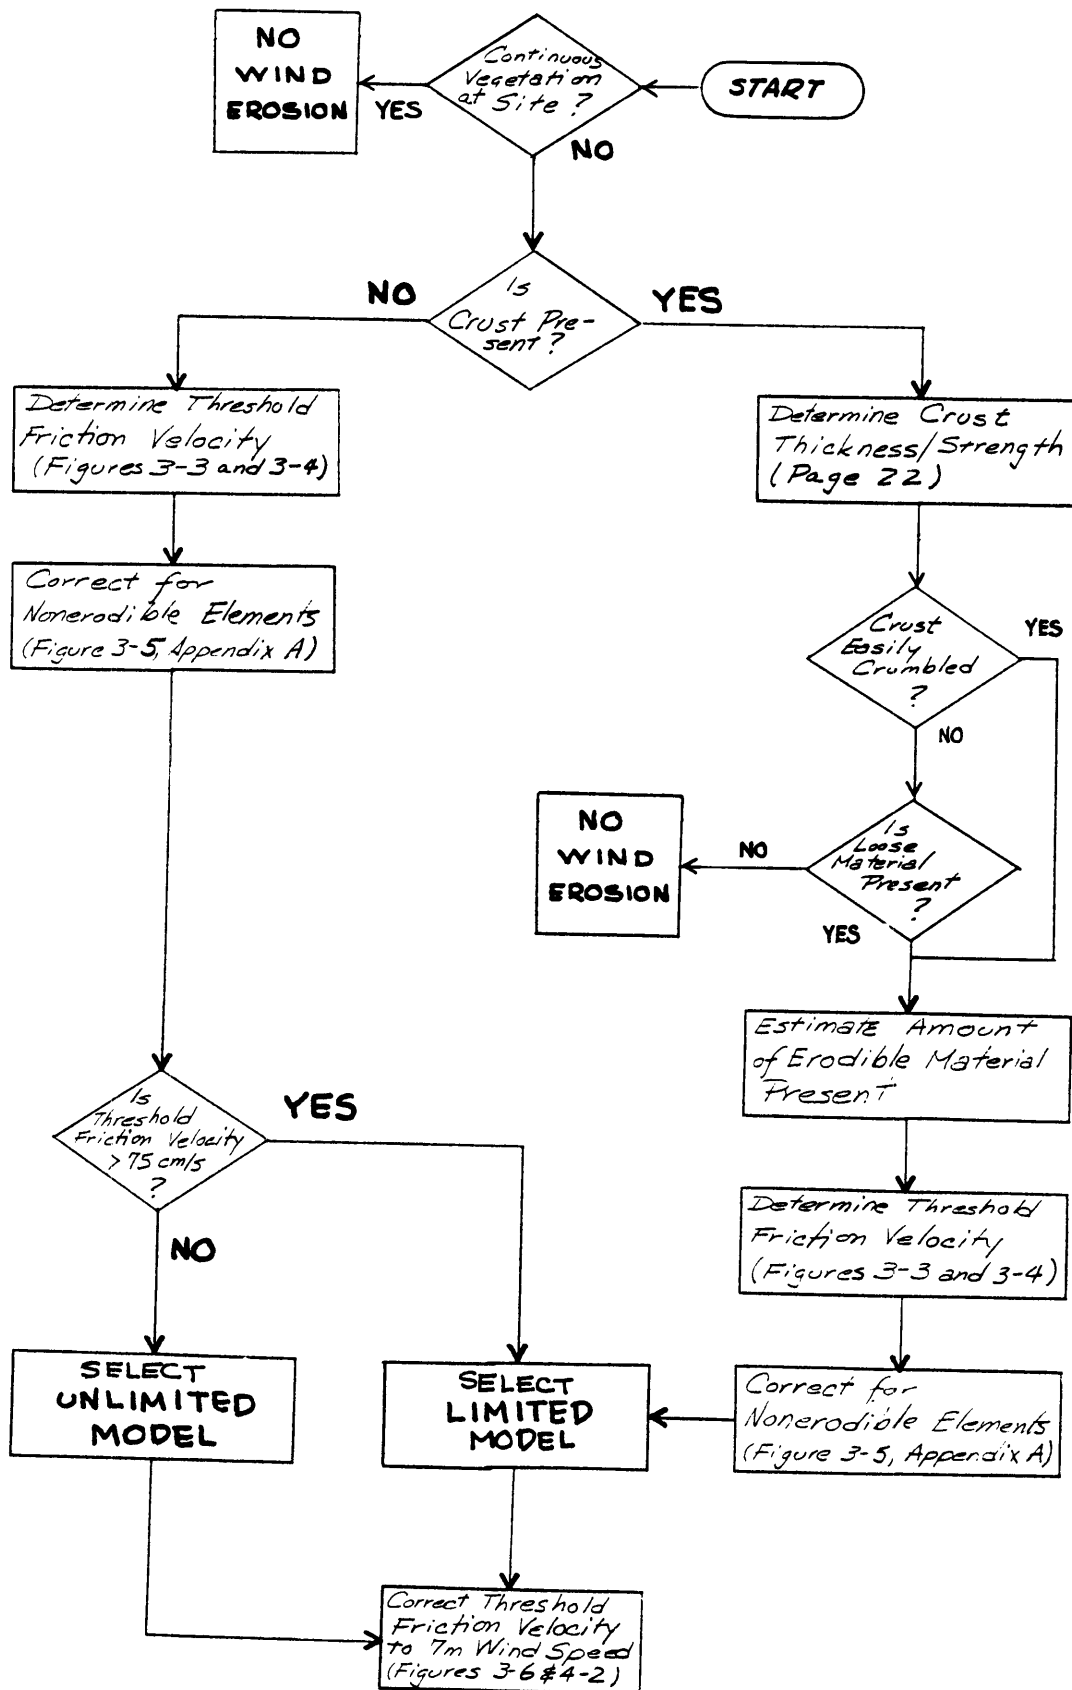 START
Continuous
Vegetation
at Site?
YES
NO
WIND
EROSION
NO
Is
Crust Pre-
sent?
NO
YES
Determine Threshold
Friction Velocity
(Figures 3-3 and 3-4)
Correct for
Nonerodible Elements
(Figure 3-5, Appendix A)
Is
Threshold
Friction Velocity
> 75 cm/s
?
YES
NO
SELECT
UNLIMITED
MODEL
SELECT
LIMITED
MODEL
Determine Crust
Thickness/Strength
(Page 22)
Crust
Easily
Crumbled
?
YES
NO
Is
Loose
Material
Present
?
NO
NO
WIND
EROSION
YES
Estimate Amount
of Erodible Material
Present
Determine Threshold
Friction Velocity
(Figures 3-3 and 3-4)
Correct for
Nonerodible Elements
(Figure 3-5, Appendix A)
Correct Threshold
Friction Velocity
to 7m Wind Speed
(Figures 3-6 & 4-2)